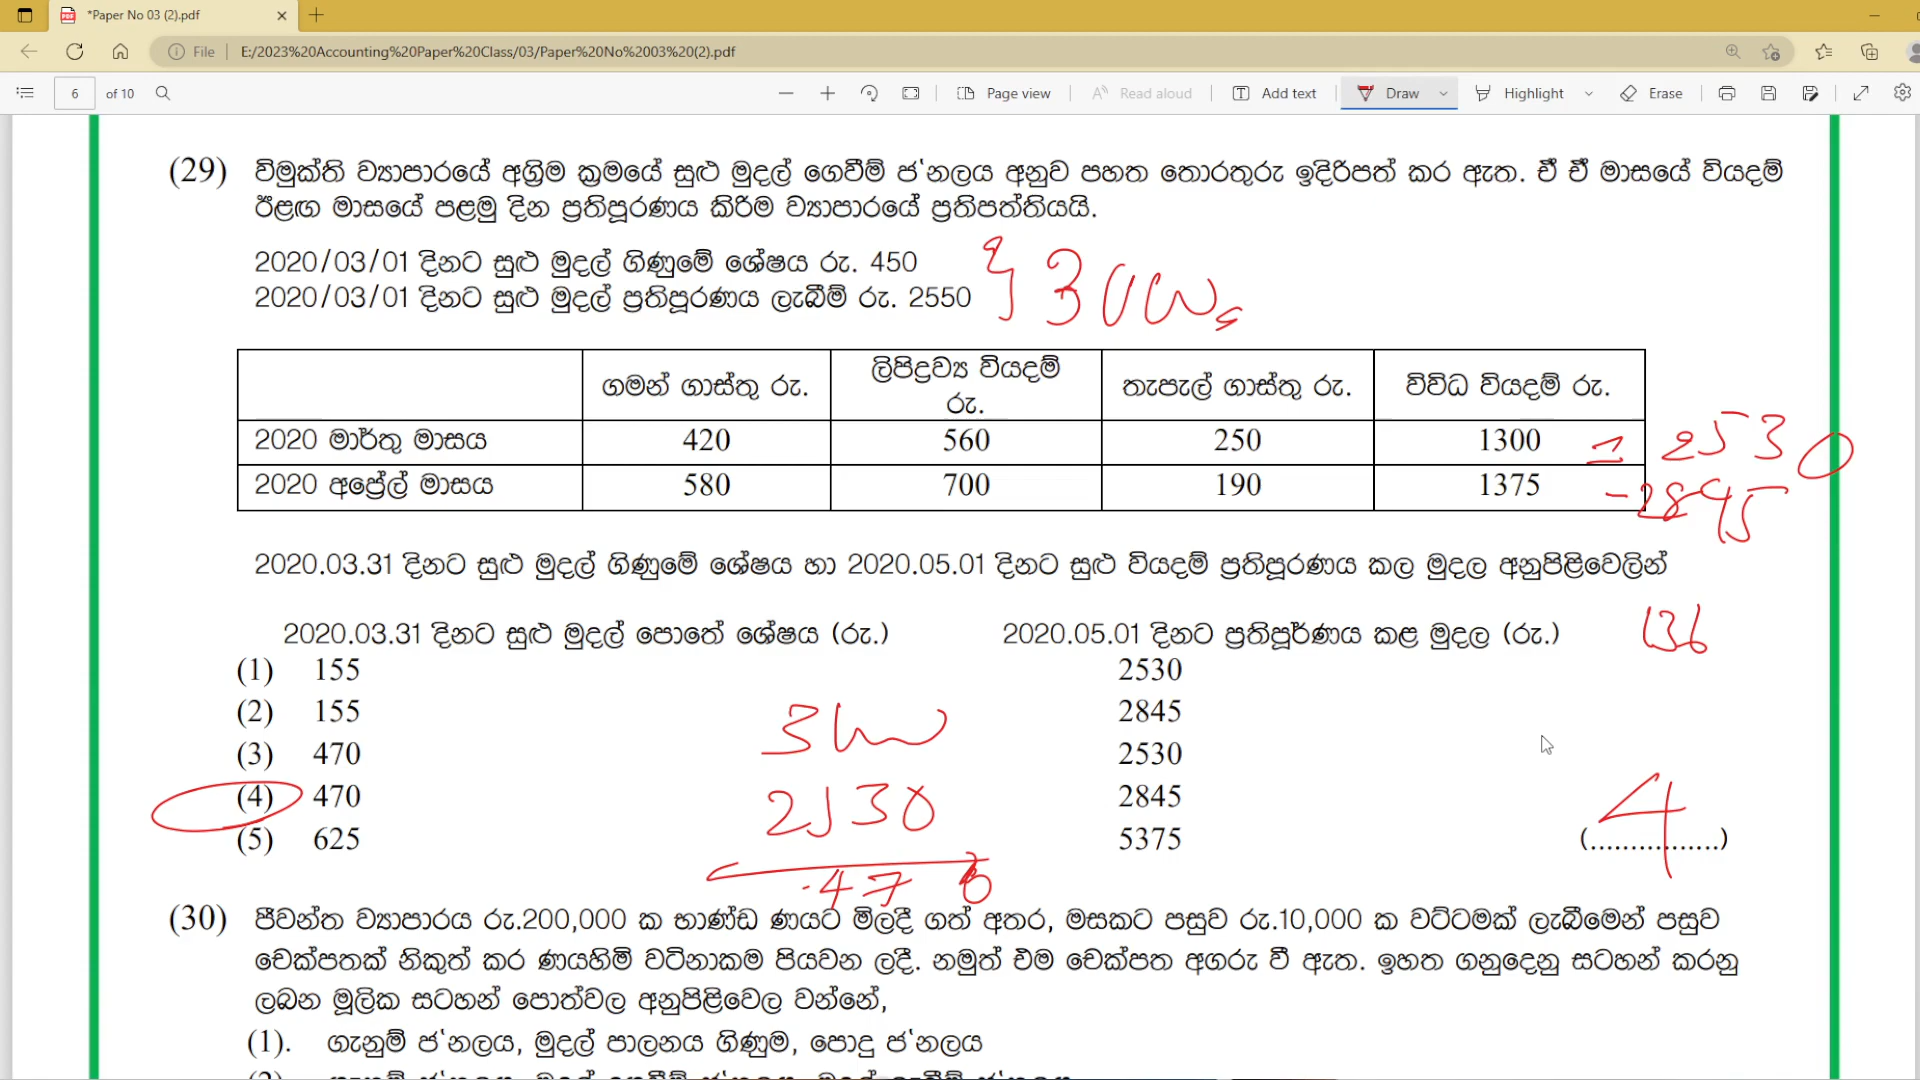 *Paper No 03 (2).pdf
File E:/2023%20Accounting%20Paper%20Class/03/Paper%20No%2003%20(2).pdf
6 of 10 Page view Read aloud Add text Draw Highlight Erase
(29) විමුක්ති ව්‍යාපාරයේ අග්‍රිම ක්‍රමයේ සුළු මුදල් ගෙවීම් ජ'නලය අනුව පහත තොරතුරු ඉදිරිපත් කර ඇත. ඒ ඒ මාසයේ වියදම්
ඊළඟ මාසයේ පළමු දින ප්‍රතිපූරණය කිරීම ව්‍යාපාරයේ ප්‍රතිපත්තියයි.
2020/03/01 දිනට සුළු මුදල් ගිණුමේ ශේෂය රු. 450
2020/03/01 දිනට සුළු මුදල් ප්‍රතිපූරණය ලැබීම් රු. 2550
3000
ගමන් ගාස්තු රු. ලිපිද්‍රව්‍ය වියදම් රු. තැපැල් ගාස්තු රු. විවිධ වියදම් රු.
2020 මාර්තු මාසය 420 560 250 1300 = 2530
2020 අප්‍රේල් මාසය 580 700 190 1375 - 2845
2020.03.31 දිනට සුළු මුදල් ගිණුමේ ශේෂය හා 2020.05.01 දිනට සුළු වියදම් ප්‍රතිපූරණය කල මුදල අනුපිළිවෙලින්
2020.03.31 දිනට සුළු මුදල් පොතේ ශේෂය (රු.) 2020.05.01 දිනට ප්‍රතිපූර්ණය කළ මුදල (රු.) 136
(1) 155 2530
(2) 155 2845
(3) 470 2530
(4) 470 2845
(5) 625 5375 (.................)
3000
2530
470
4
(30) ජීවන්ත ව්‍යාපාරය රු.200,000 ක භාණ්ඩ ණයට මිලදී ගත් අතර, මසකට පසුව රු.10,000 ක වට්ටමක් ලැබීමෙන් පසුව
චෙක්පතක් නිකුත් කර ණයහිමි වටිනාකම පියවන ලදී. නමුත් එම චෙක්පත අගරු වී ඇත. ඉහත ගනුදෙනු සටහන් කරනු
ලබන මූලික සටහන් පොත්වල අනුපිළිවෙල වන්නේ,
(1). ගැනුම් ජ'නලය, මුදල් පාලනය ගිණුම, පොදු ජ'නලය